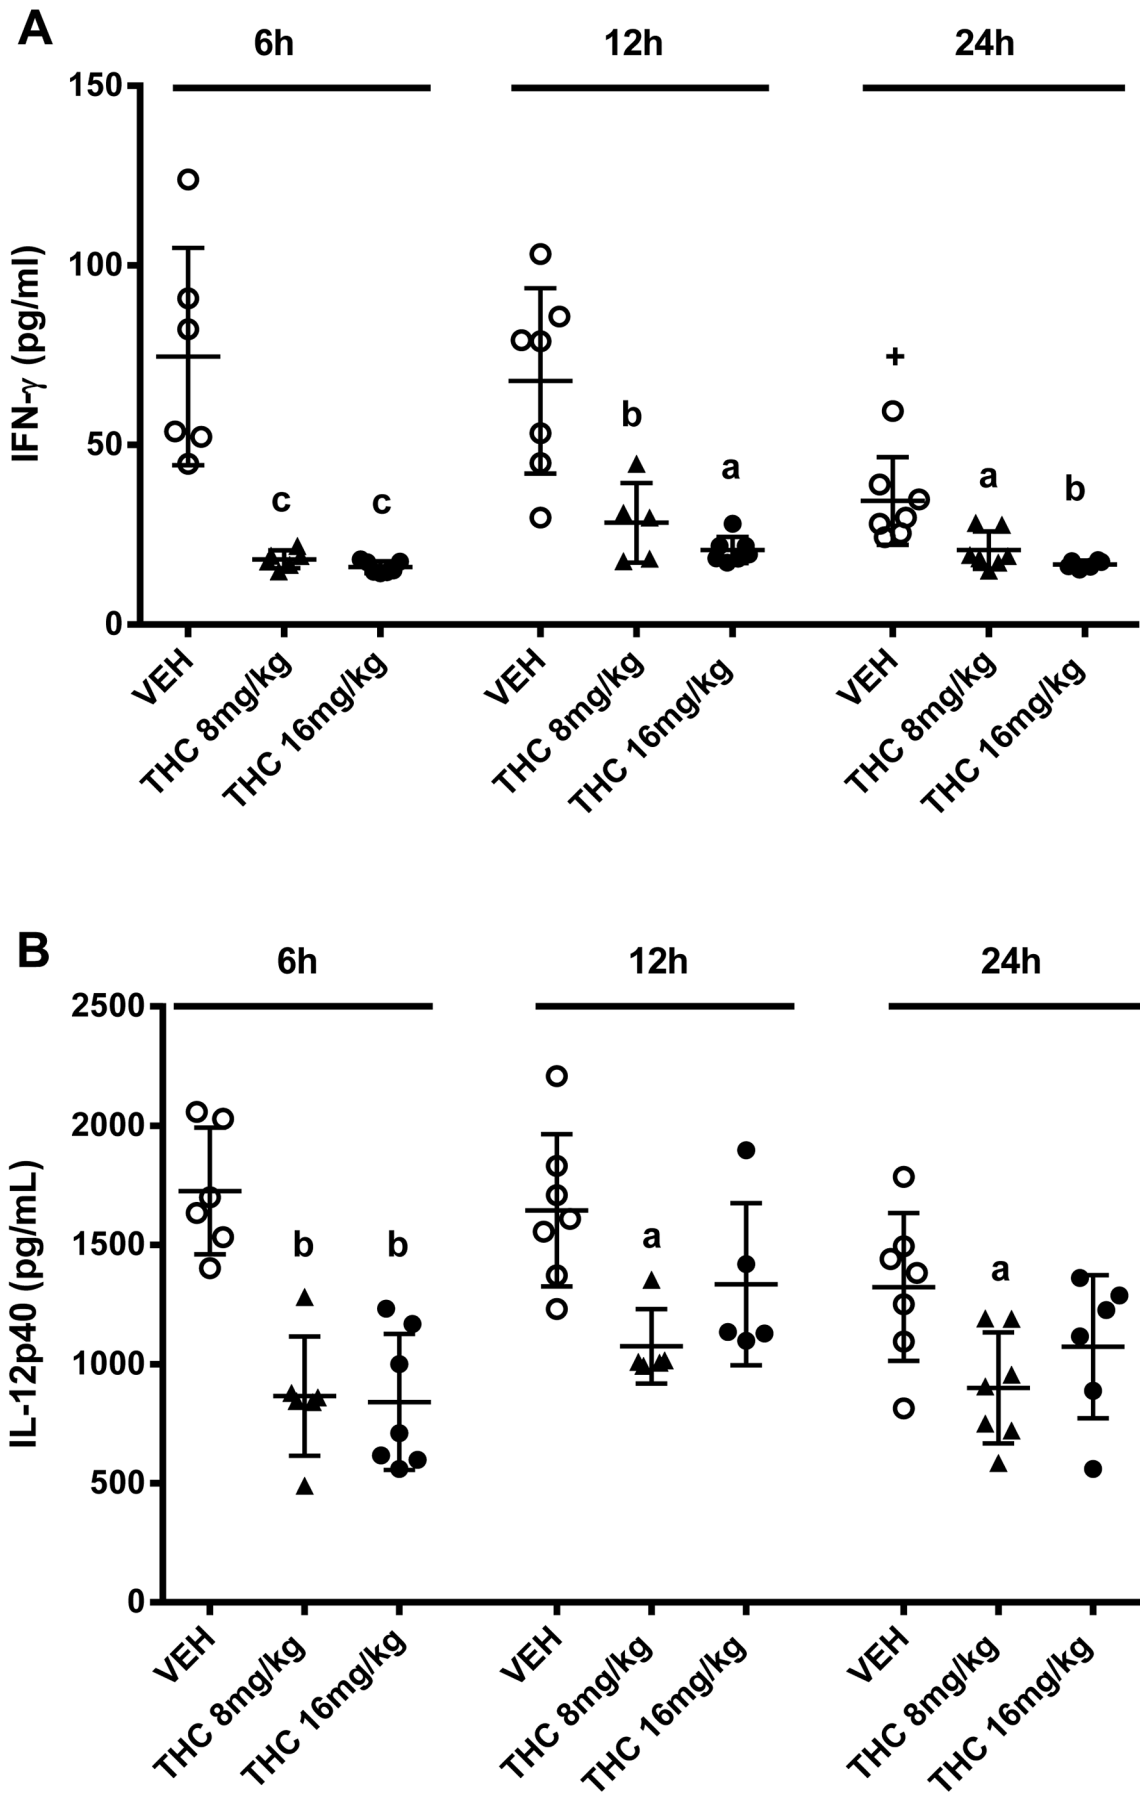 A
6h 12h 24h
150
100
50
0
IFN-γ (pg/ml)
+
c c b a a b
VEH THC 8mg/kg THC 16mg/kg VEH THC 8mg/kg THC 16mg/kg VEH THC 8mg/kg THC 16mg/kg
B
6h 12h 24h
2500
2000
1500
1000
500
0
IL-12p40 (pg/mL)
b b a a
VEH THC 8mg/kg THC 16mg/kg VEH THC 8mg/kg THC 16mg/kg VEH THC 8mg/kg THC 16mg/kg